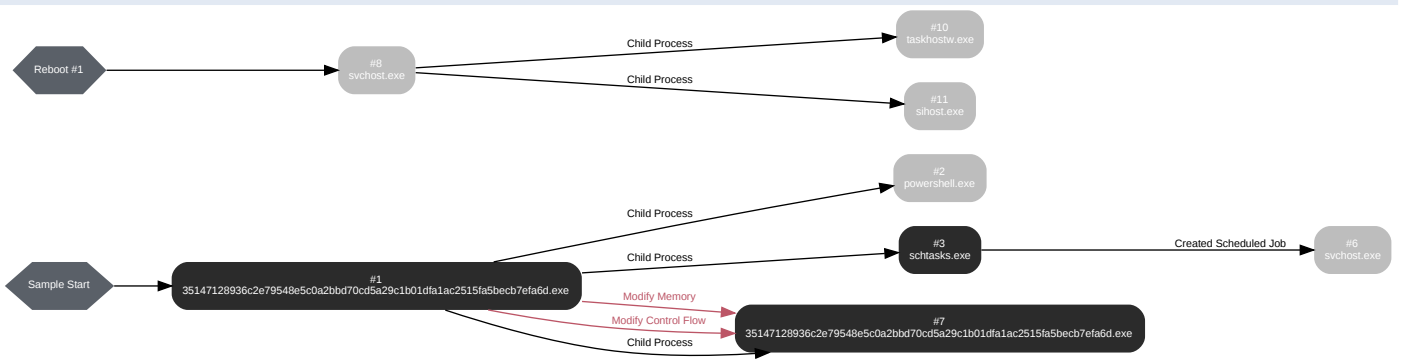 #10
taskhostw.exe
Child Process
Reboot #1
#8
svchost.exe
Child Process
#11
sihost.exe
#2
powershell.exe
Child Process
#3
schtasks.exe
Created Scheduled Job
#6
svchost.exe
Child Process
Sample Start
#1
35147128936c2e79548e5c0a2bbd70cd5a29c1b01dfa1ac2515fa5becb7efa6d.exe
Modify Memory
Modify Control Flow
#7
35147128936c2e79548e5c0a2bbd70cd5a29c1b01dfa1ac2515fa5becb7efa6d.exe
Child Process